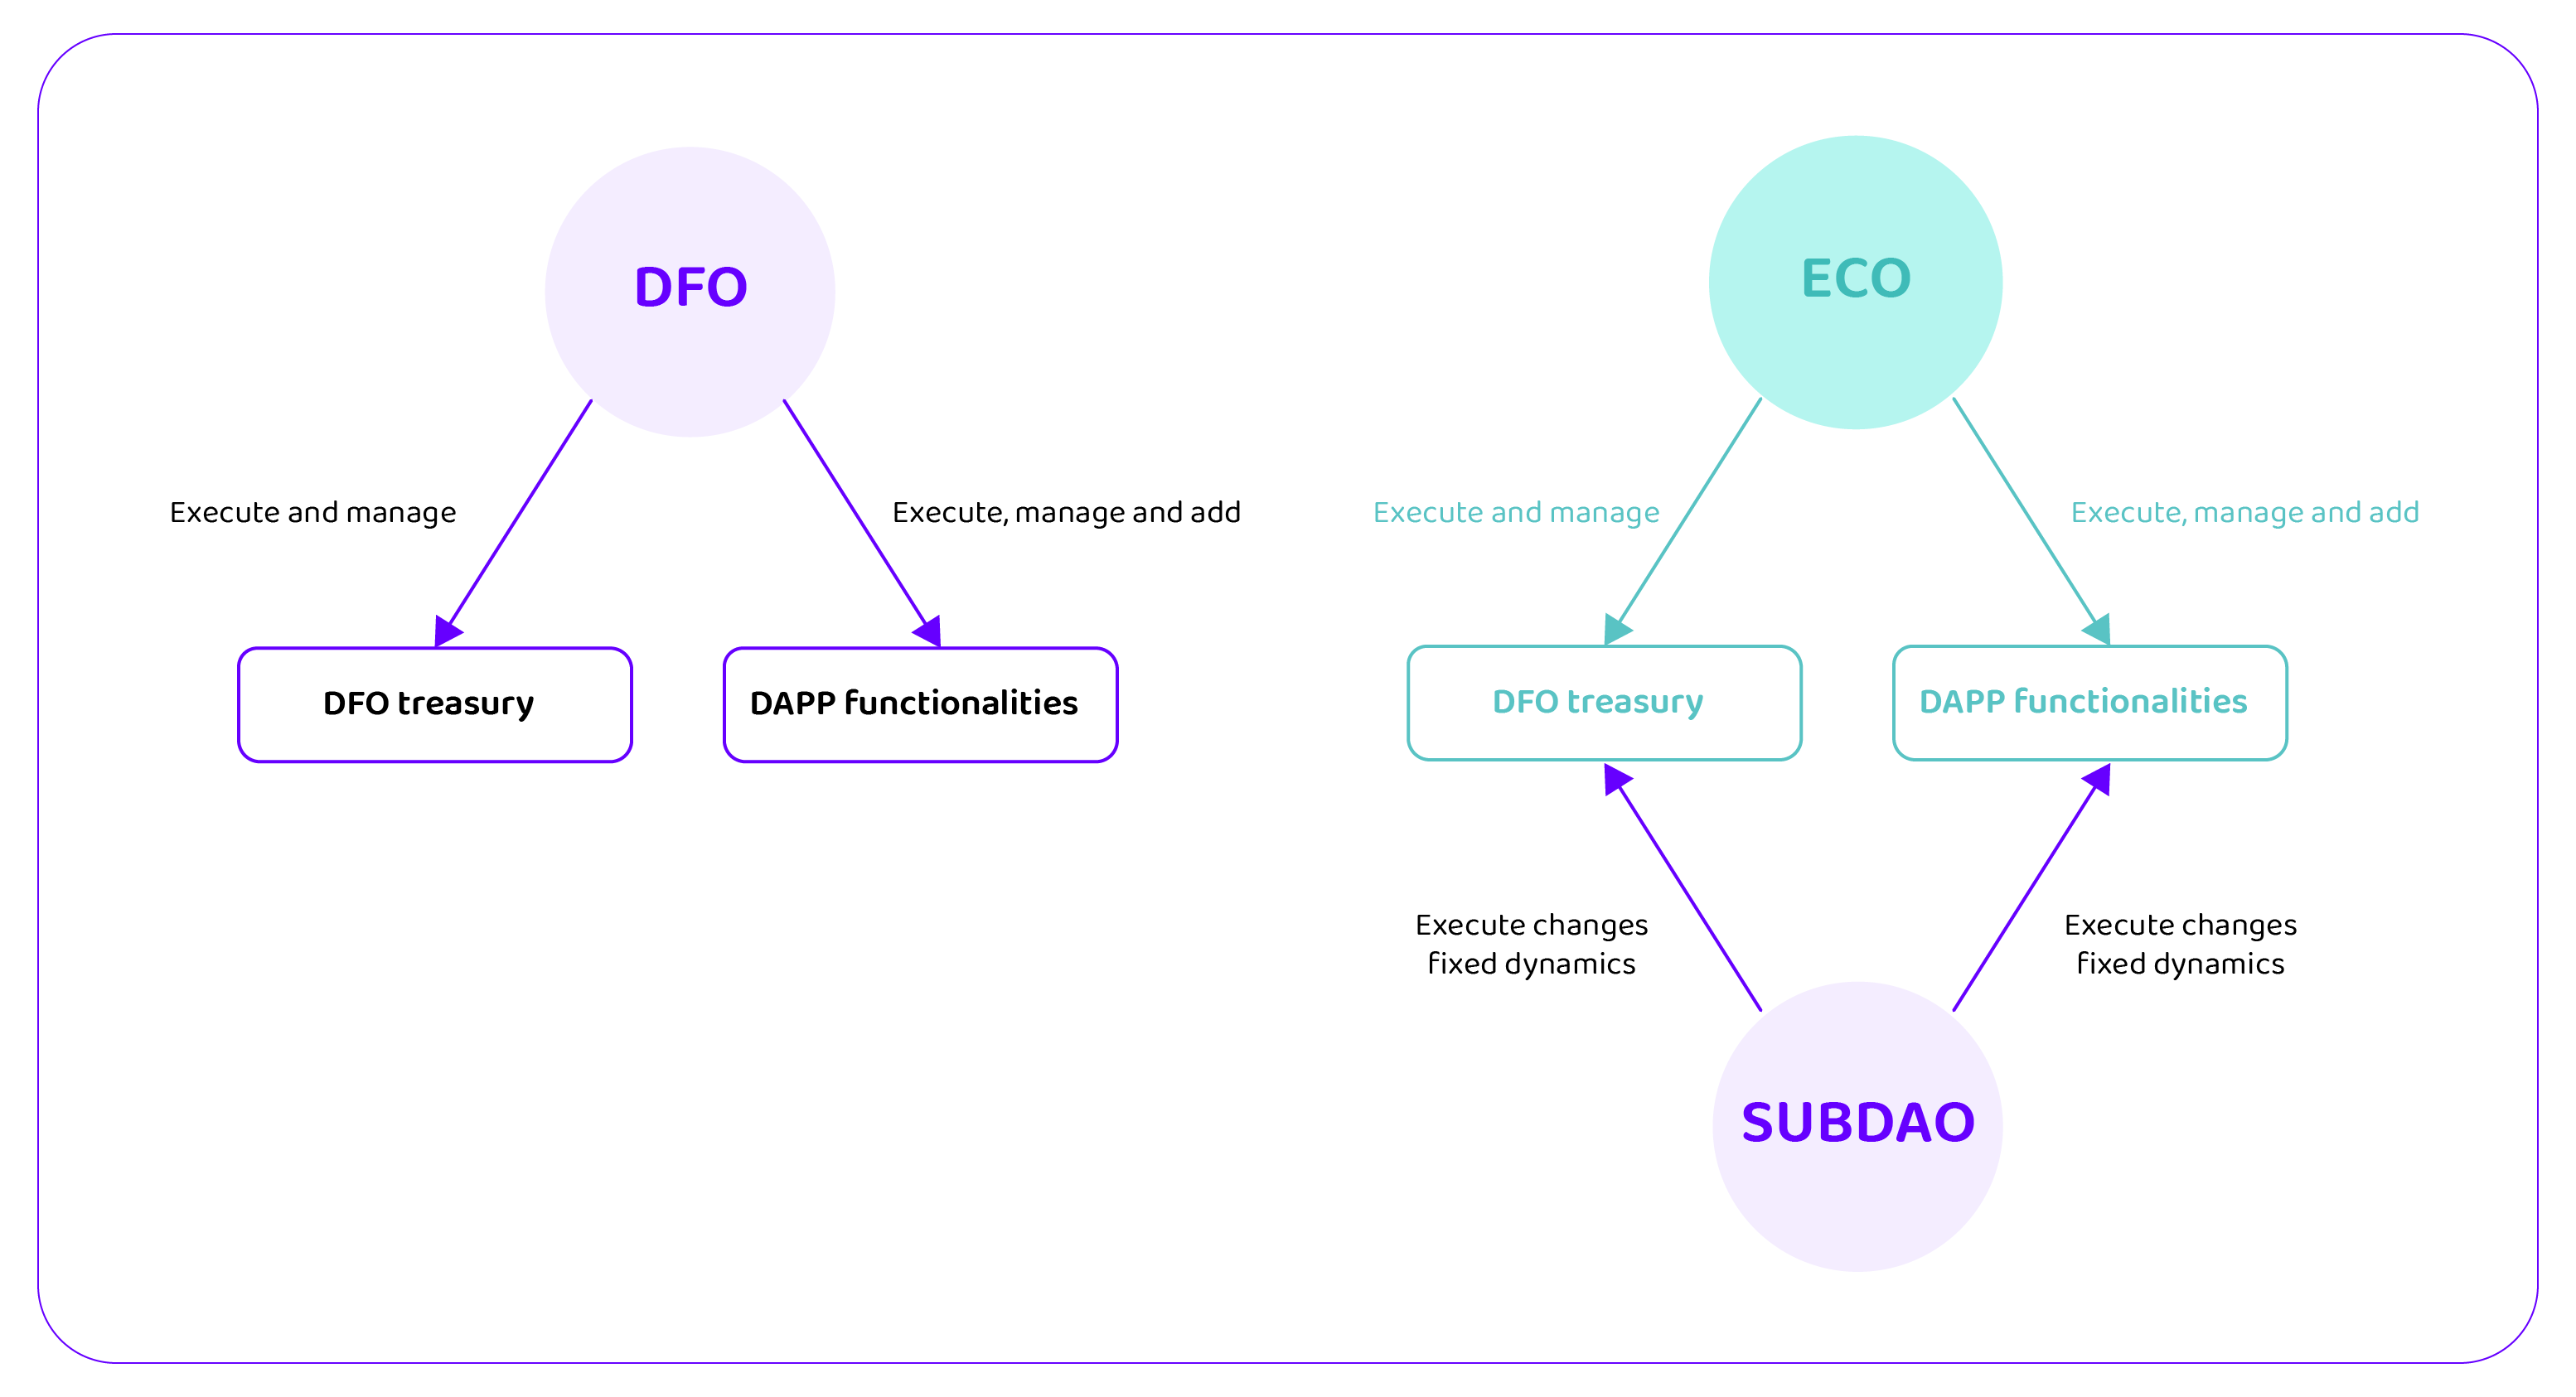 DFO
Execute and manage
Execute, manage and add
DFO treasury
DAPP functionalities
ECO
Execute and manage
Execute, manage and add
DFO treasury
DAPP functionalities
Execute changes
fixed dynamics
Execute changes
fixed dynamics
SUBDAO